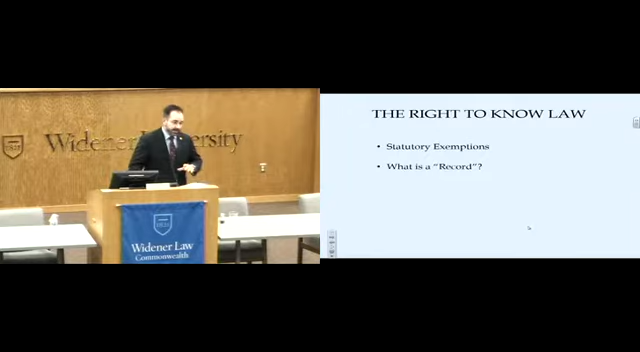 Widener University
Widener Law
Commonwealth
THE RIGHT TO KNOW LAW
• Statutory Exemptions
• What is a “Record”?